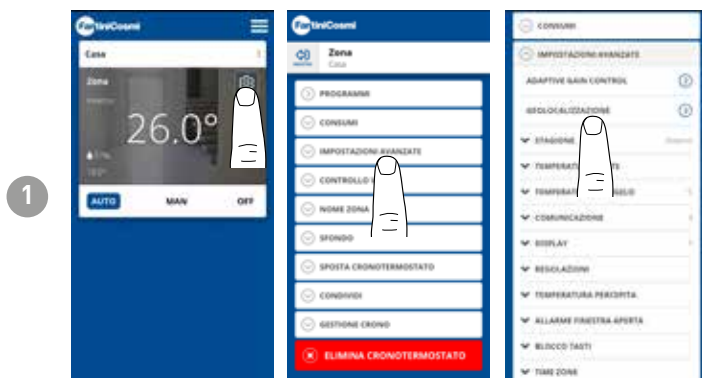 1
FantiniCosmi
Casa
Zona
26.0°
AUTO MAN OFF
FantiniCosmi
Zona
Casa
PROGRAMMI
CONSUMI
IMPOSTAZIONI AVANZATE
CONTROLLO
NOME ZONA
SFONDO
SPOSTA CRONOTERMOSTATO
CONDIVIDI
GESTIONE CRONO
ELIMINA CRONOTERMOSTATO
CONSUMI
IMPOSTAZIONI AVANZATE
ADAPTIVE GAIN CONTROL
GEOLOCALIZZAZIONE
STAGIONE
COMUNICAZIONE
DISPLAY
REGOLAZIONI
TEMPERATURA PERCEPITA
ALLARME FINESTRA APERTA
BLOCCO TASTI
TIME ZONE